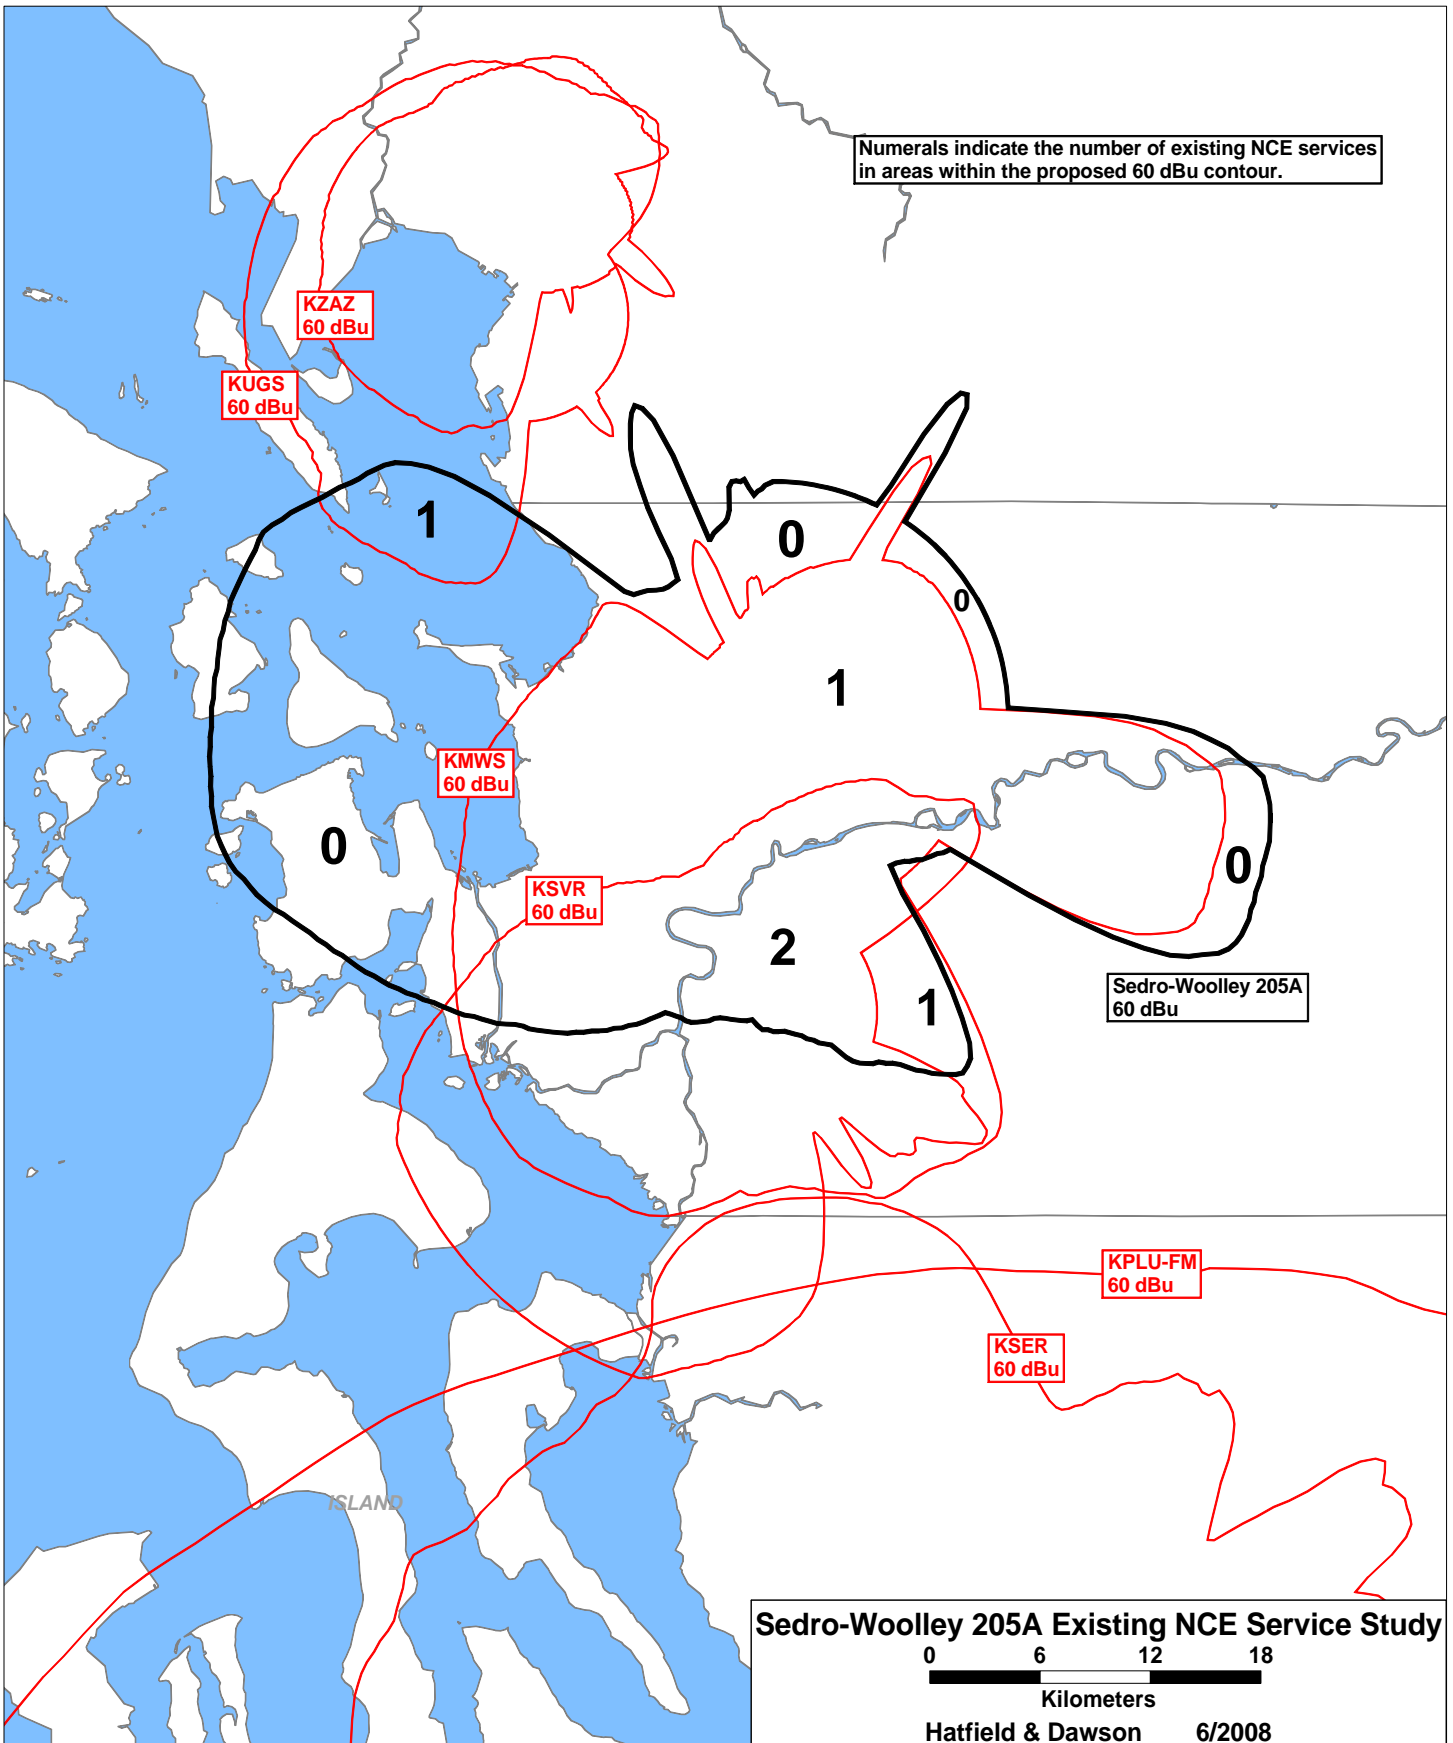 Numerals indicate the number of existing NCE services
in areas within the proposed 60 dBu contour.
KZAZ
60 dBu
KUGS
60 dBu
1
0
0
1
KMWS
60 dBu
0
0
KSVR
60 dBu
2
1
Sedro-Woolley 205A
60 dBu
KPLU-FM
60 dBu
KSER
60 dBu
ISLAND
Sedro-Woolley 205A Existing NCE Service Study
0 6 12 18
Kilometers
Hatfield & Dawson 6/2008